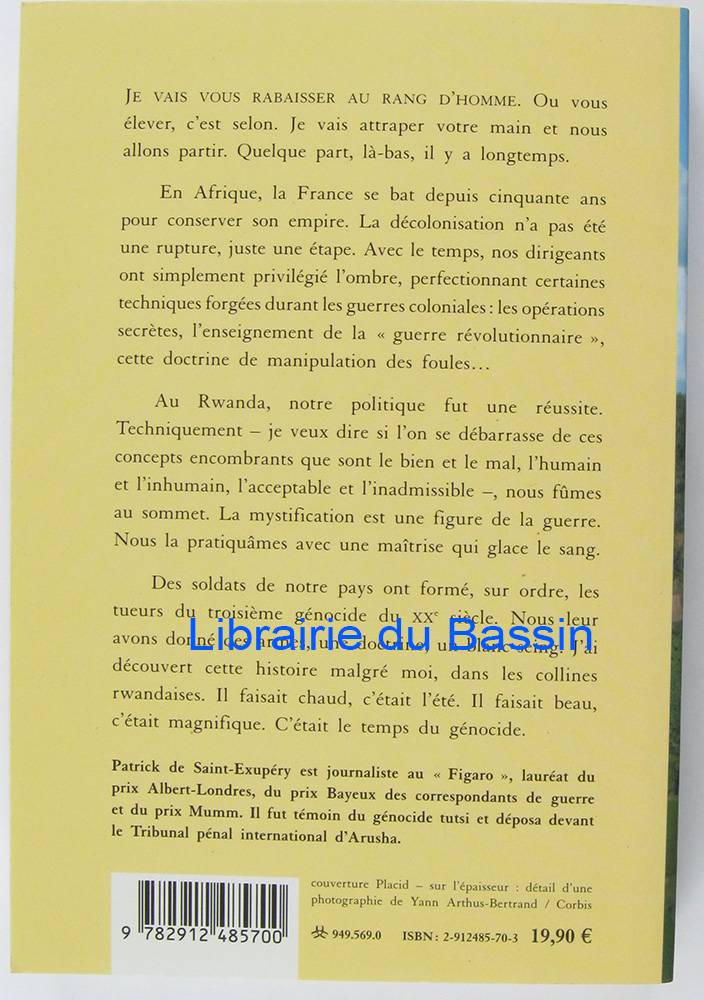 JE VAIS VOUS RABAISSER AU RANG D'HOMME. Ou vous
élever, c'est selon. Je vais attraper votre main et nous
allons partir. Quelque part, là-bas, il y a longtemps.
En Afrique, la France se bat depuis cinquante ans
pour conserver son empire. La décolonisation n'a pas été
une rupture, juste une étape. Avec le temps, nos dirigeants
ont simplement privilégié l'ombre, perfectionnant certaines
techniques forgées durant les guerres coloniales : les opérations
secrètes, l'enseignement de la « guerre révolutionnaire »,
cette doctrine de manipulation des foules…
Au Rwanda, notre politique fut une réussite.
Techniquement – je veux dire si l'on se débarrasse de ces
concepts encombrants que sont le bien et le mal, l'humain
et l'inhumain, l'acceptable et l'inadmissible –, nous fûmes
au sommet. La mystification est une figure de la guerre.
Nous la pratiquâmes avec une maîtrise qui glace le sang.
Des soldats de notre pays ont formé, sur ordre, les
tueurs du troisième génocide du XXe siècle. Nous leur
avons donné des armes, une doctrine, un blanc-seing. J'ai
Librairie du Bassin
découvert cette histoire malgré moi, dans les collines
rwandaises. Il faisait chaud, c'était l'été. Il faisait beau,
c'était magnifique. C'était le temps du génocide.
Patrick de Saint-Exupéry est journaliste au « Figaro », lauréat du
prix Albert-Londres, du prix Bayeux des correspondants de guerre
et du prix Mumm. Il fut témoin du génocide tutsi et déposa devant
le Tribunal pénal international d'Arusha.
couverture Placid – sur l'épaisseur : détail d'une
photographie de Yann Arthus-Bertrand / Corbis
949.569.0 ISBN : 2-912485-70-3 19,90 €
9 782912 485700